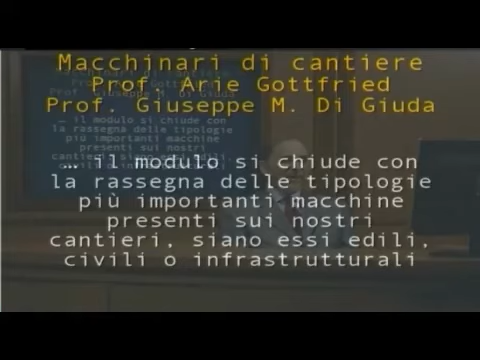 Macchinari di cantiere
Prof. Arie Gottfried
Prof. Giuseppe M. Di Giuda
… il modulo si chiude con
la rassegna delle tipologie
più importanti macchine
presenti sui nostri
cantieri, siano essi edili,
civili o infrastrutturali